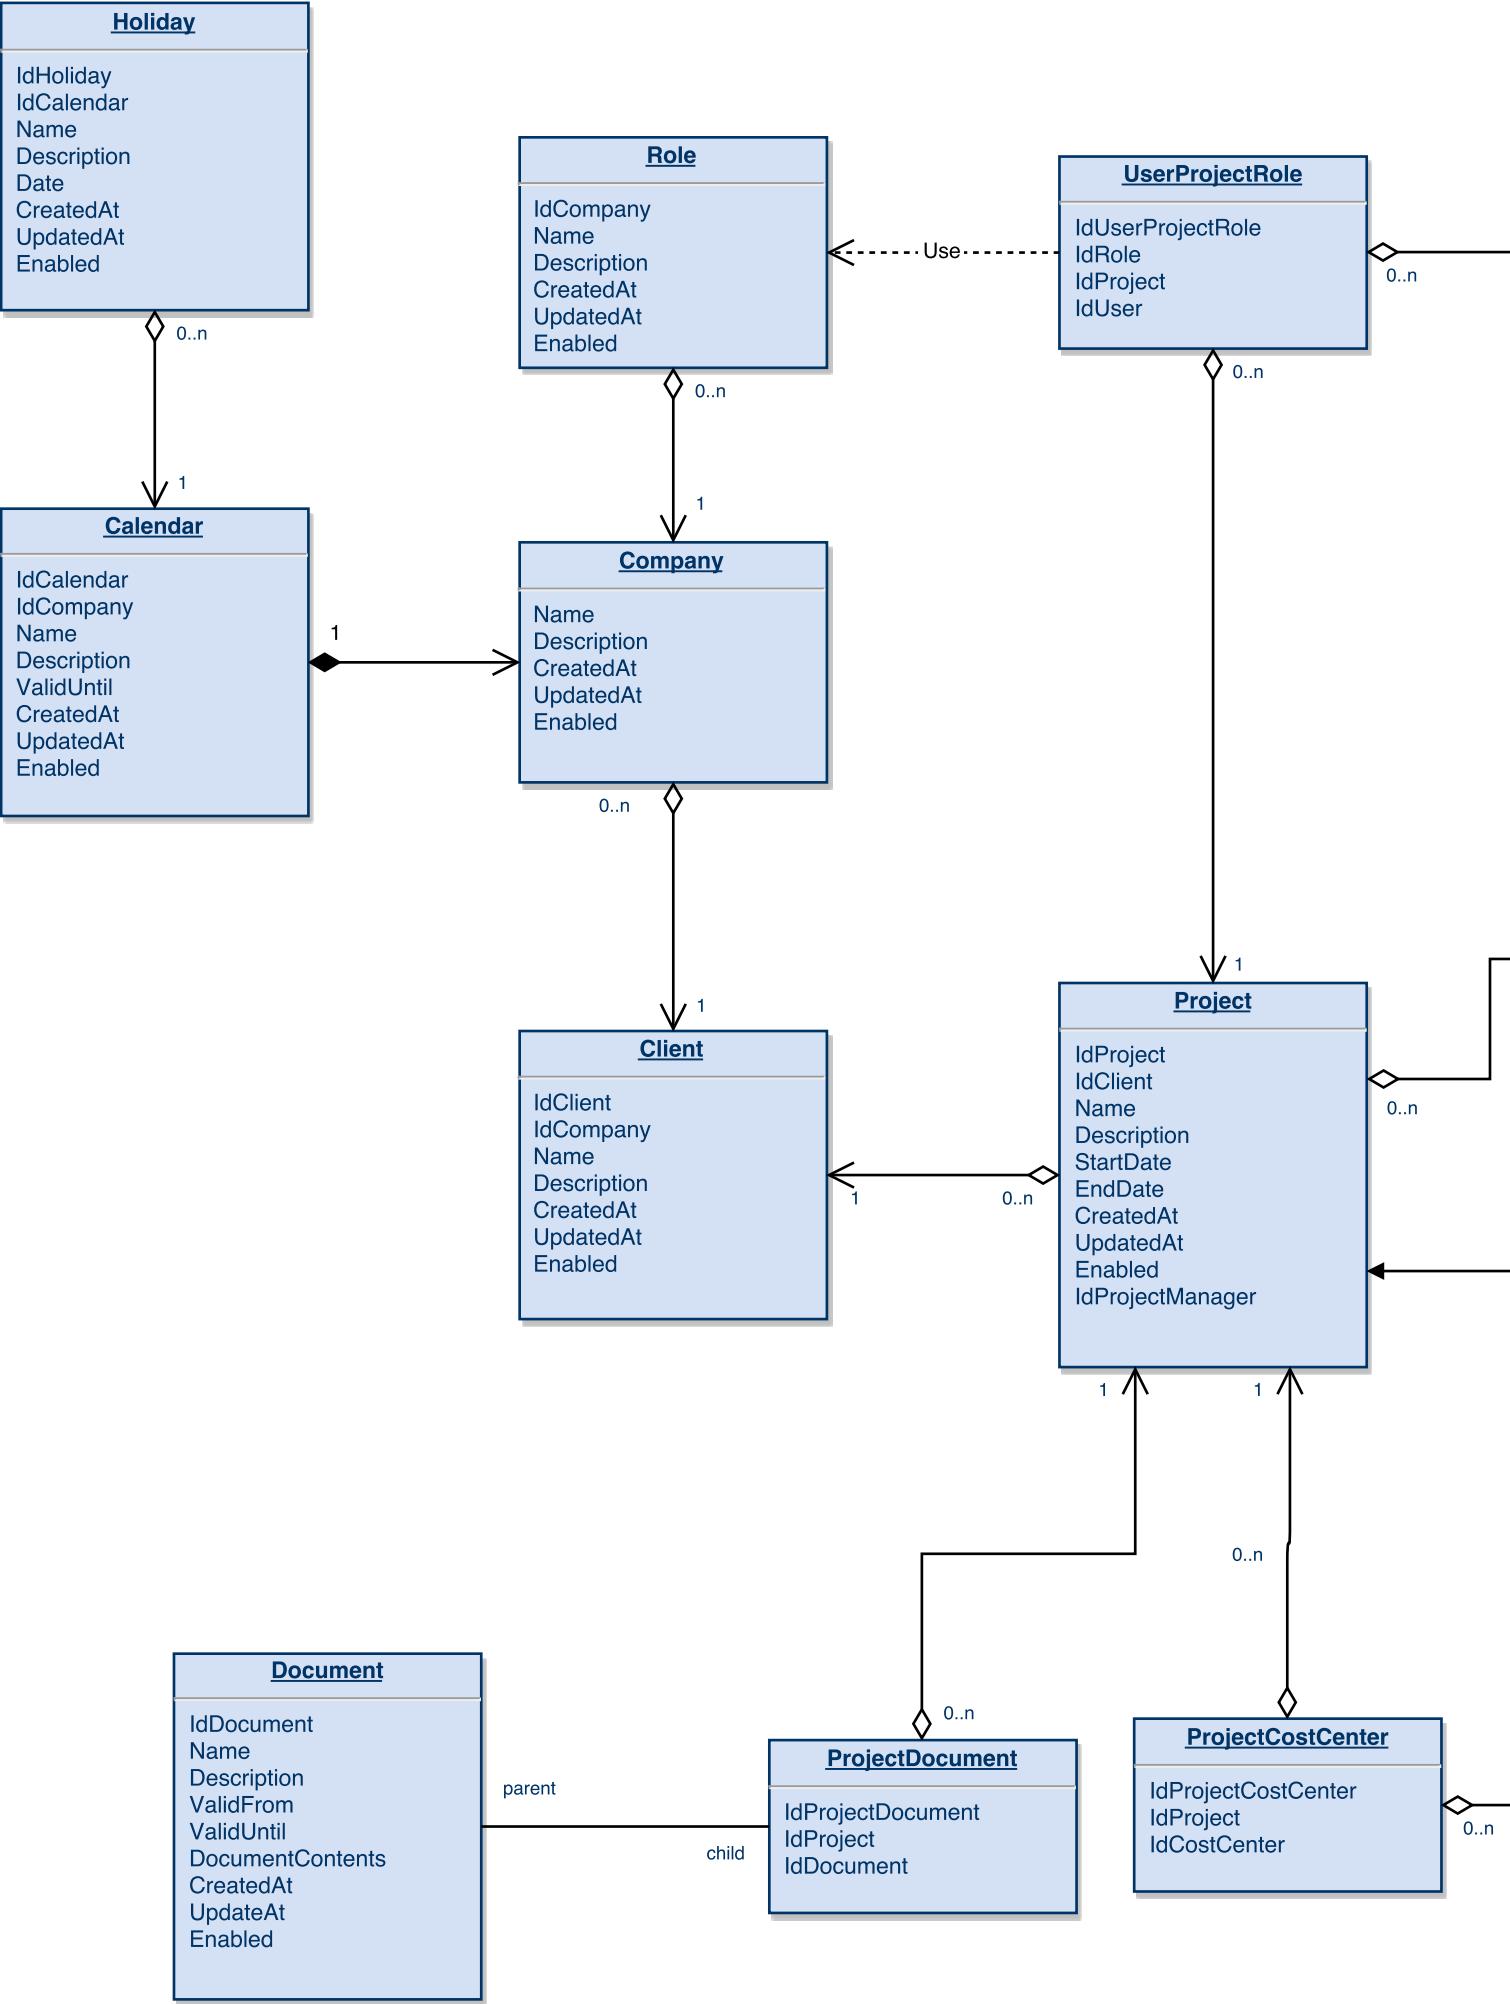 Holiday
IdHoliday
IdCalendar
Name
Description
Date
CreatedAt
UpdatedAt
Enabled
0..n
1
Role
IdCompany
Name
Description
CreatedAt
UpdatedAt
Enabled
0..n
1
Use
UserProjectRole
IdUserProjectRole
IdRole
IdProject
IdUser
0..n
0..n
1
Calendar
IdCalendar
IdCompany
Name
Description
ValidUntil
CreatedAt
UpdatedAt
Enabled
1
Company
Name
Description
CreatedAt
UpdatedAt
Enabled
0..n
1
Client
IdClient
IdCompany
Name
Description
CreatedAt
UpdatedAt
Enabled
1
0..n
Project
IdProject
IdClient
Name
Description
StartDate
EndDate
CreatedAt
UpdatedAt
Enabled
IdProjectManager
0..n
1
1
0..n
0..n
Document
IdDocument
Name
Description
ValidFrom
ValidUntil
DocumentContents
CreatedAt
UpdateAt
Enabled
parent
child
ProjectDocument
IdProjectDocument
IdProject
IdDocument
ProjectCostCenter
IdProjectCostCenter
IdProject
IdCostCenter
0..n